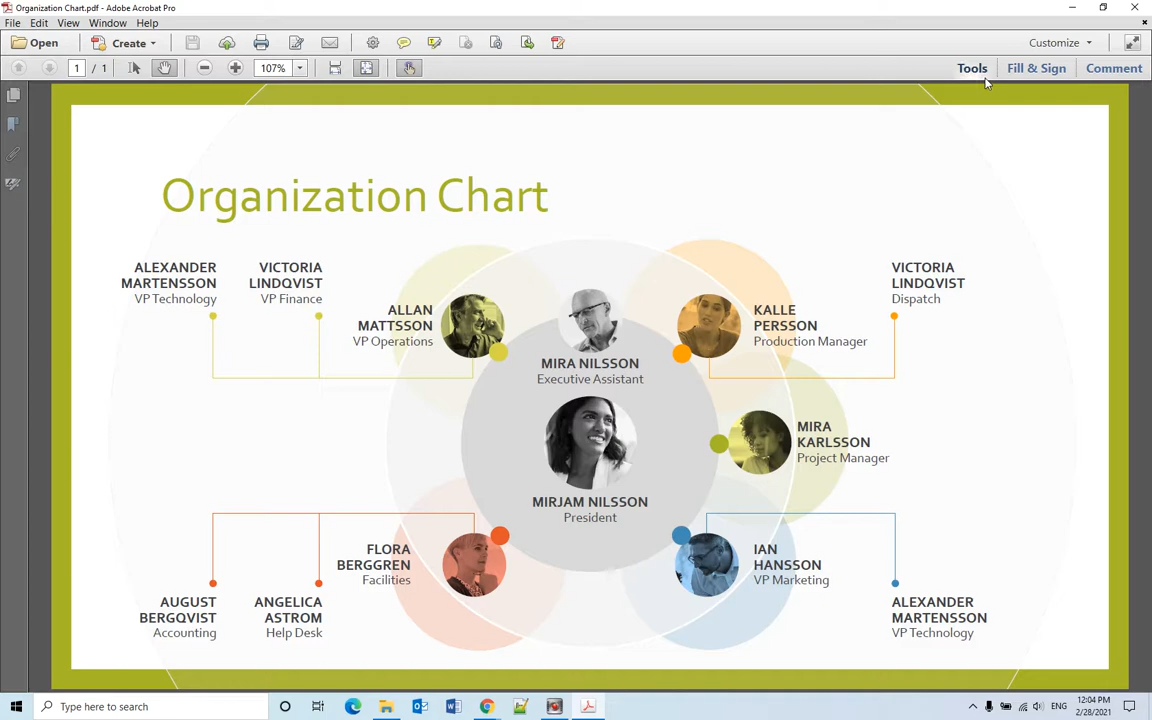 Organization Chart.pdf - Adobe Acrobat Pro
File Edit View Window Help
Open Create Customize
1 / 1 107% Tools Fill & Sign Comment
Organization Chart
ALEXANDER
MARTENSSON
VP Technology
VICTORIA
LINDQVIST
VP Finance
ALLAN
MATTSSON
VP Operations
MIRA NILSSON
Executive Assistant
KALLE
PERSSON
Production Manager
VICTORIA
LINDQVIST
Dispatch
MIRA
KARLSSON
Project Manager
MIRJAM NILSSON
President
FLORA
BERGGREN
Facilities
IAN
HANSSON
VP Marketing
AUGUST
BERGQVIST
Accounting
ANGELICA
ASTROM
Help Desk
ALEXANDER
MARTENSSON
VP Technology
Type here to search
ENG
12:04 PM
2/28/2021